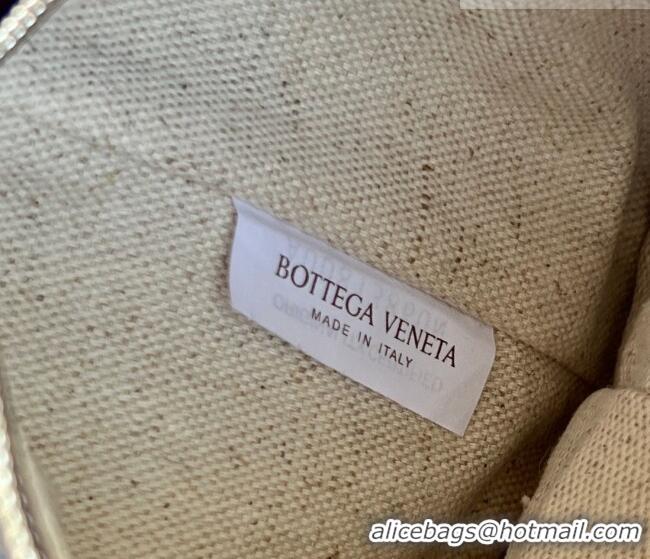 BOTTEGA VENETA
MADE IN ITALY
alicebags@hotmail.com